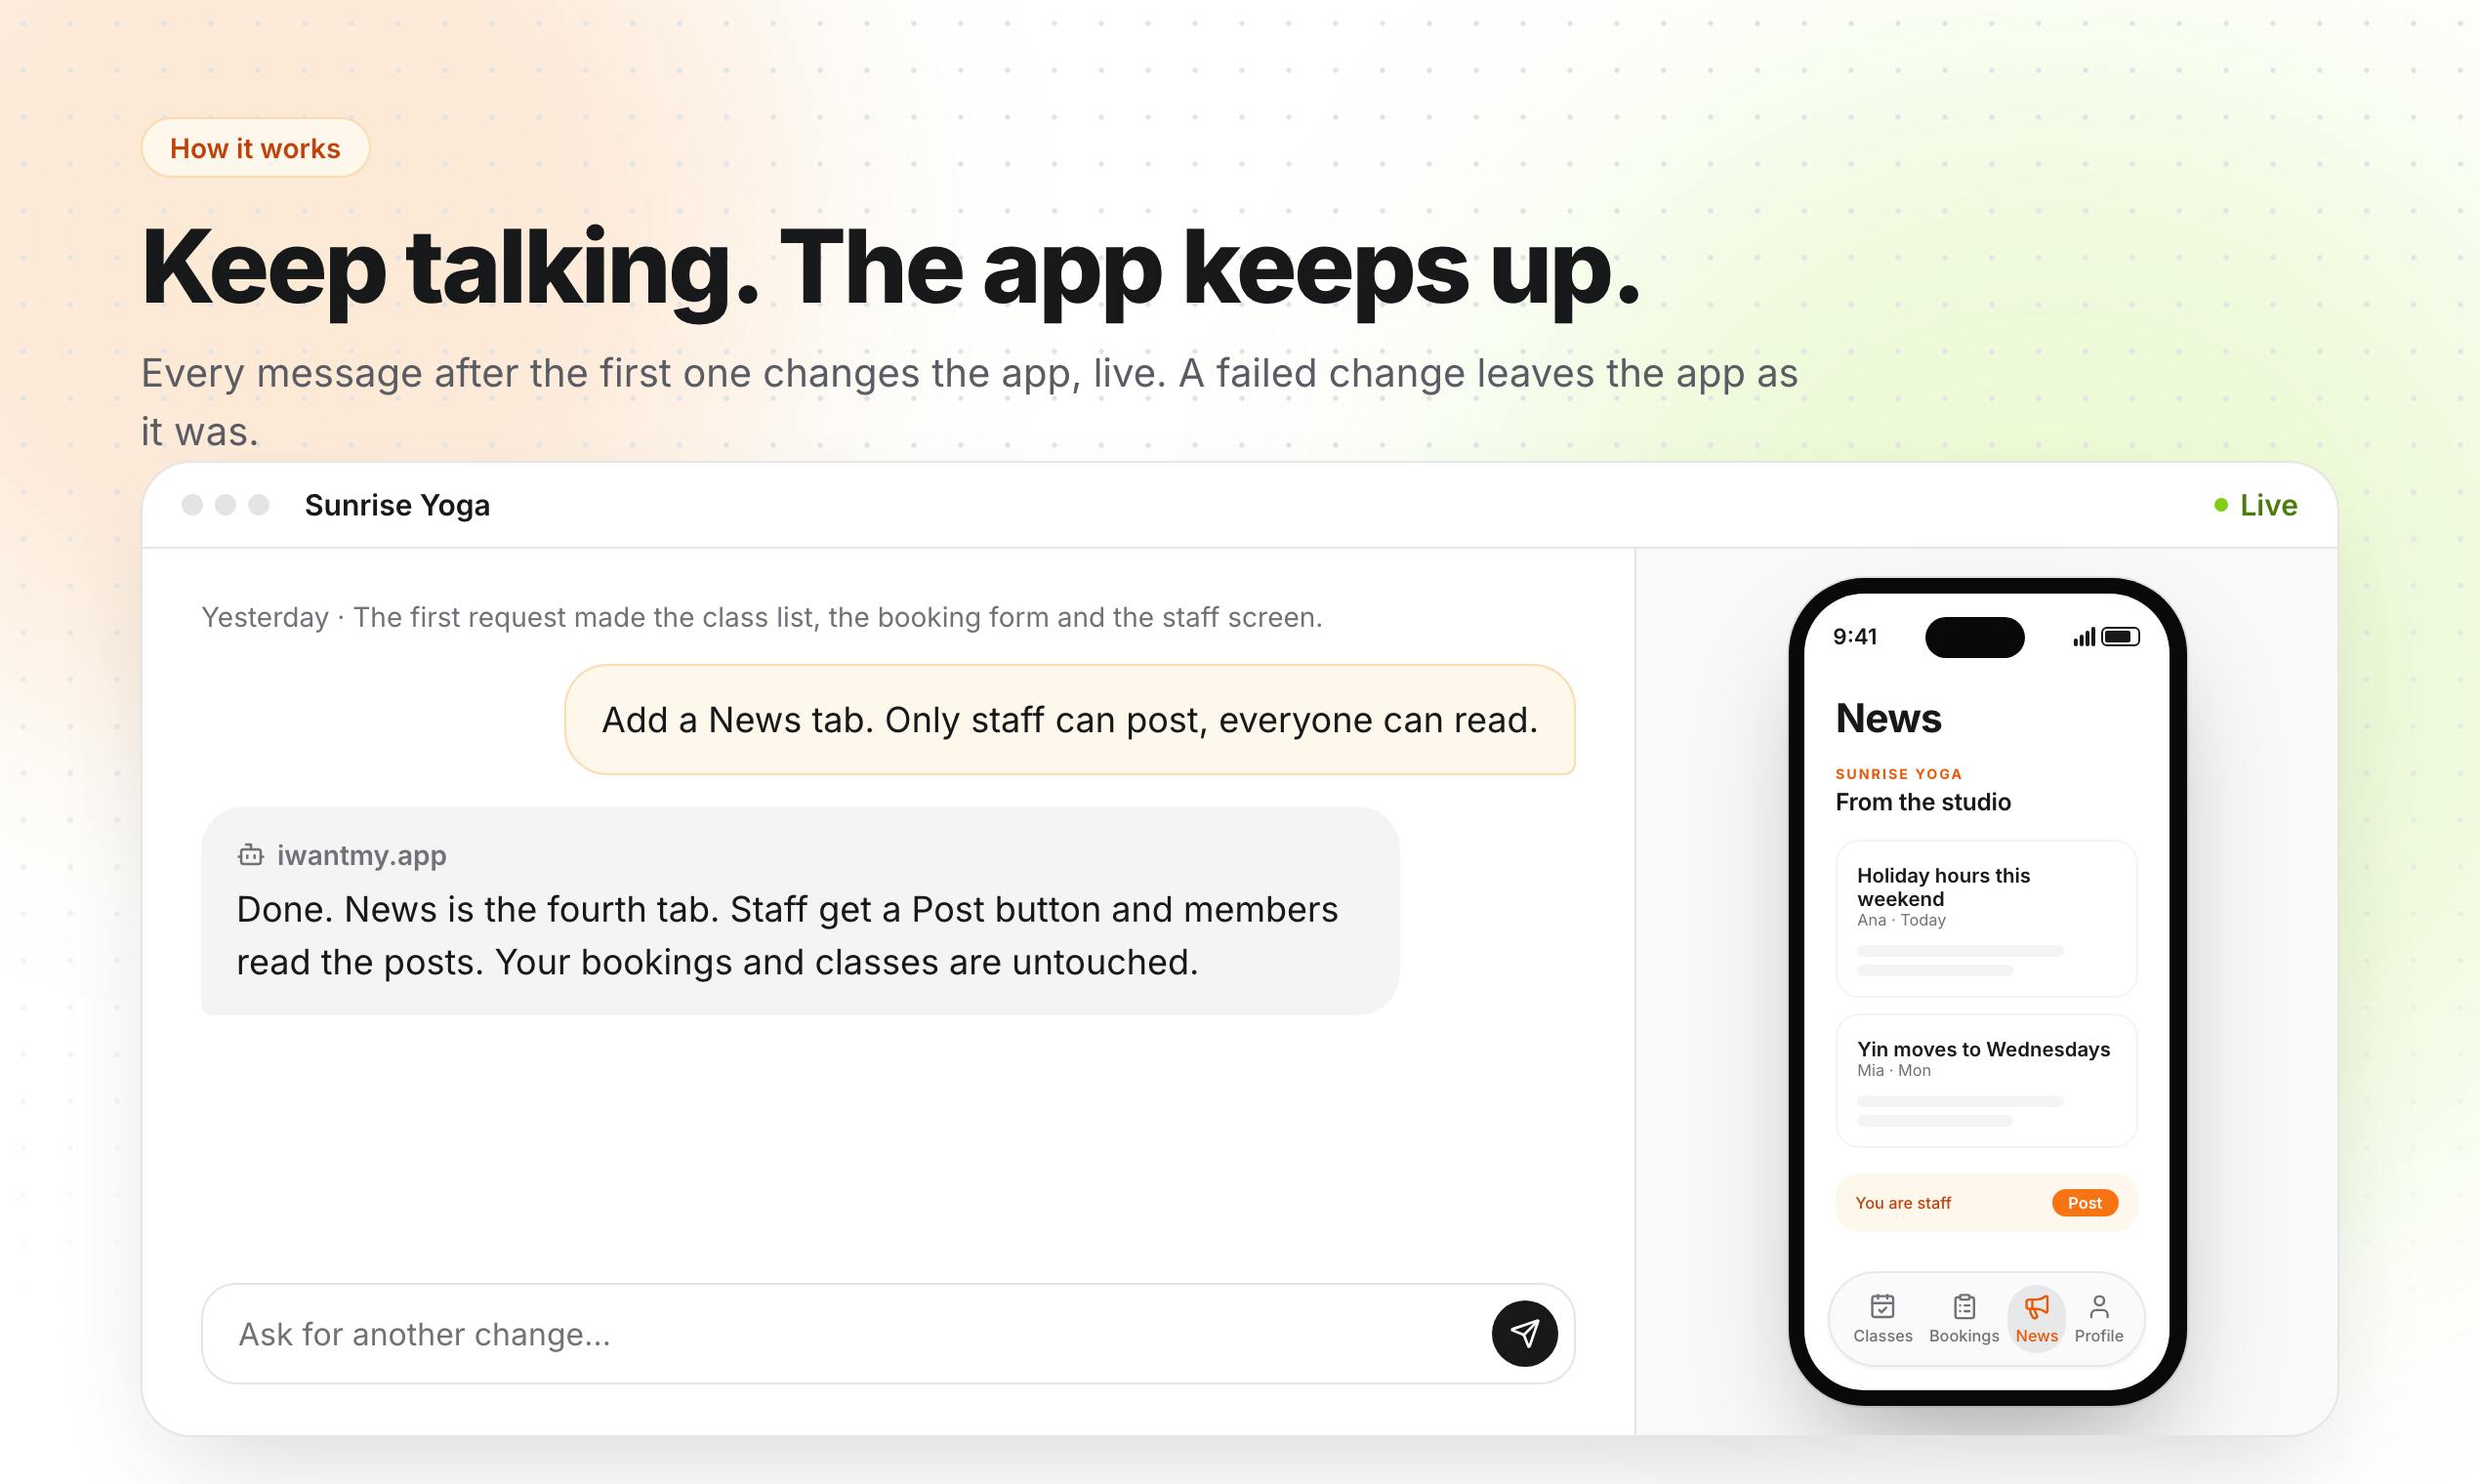 How it works
Keep talking. The app keeps up.
Every message after the first one changes the app, live. A failed change leaves the app as
it was.
Sunrise Yoga
Live
Yesterday · The first request made the class list, the booking form and the staff screen.
Add a News tab. Only staff can post, everyone can read.
iwantmy.app
Done. News is the fourth tab. Staff get a Post button and members
read the posts. Your bookings and classes are untouched.
Ask for another change...
9:41
News
SUNRISE YOGA
From the studio
Holiday hours this
weekend
Ana · Today
Yin moves to Wednesdays
Mia · Mon
You are staff
Post
Classes
Bookings
News
Profile